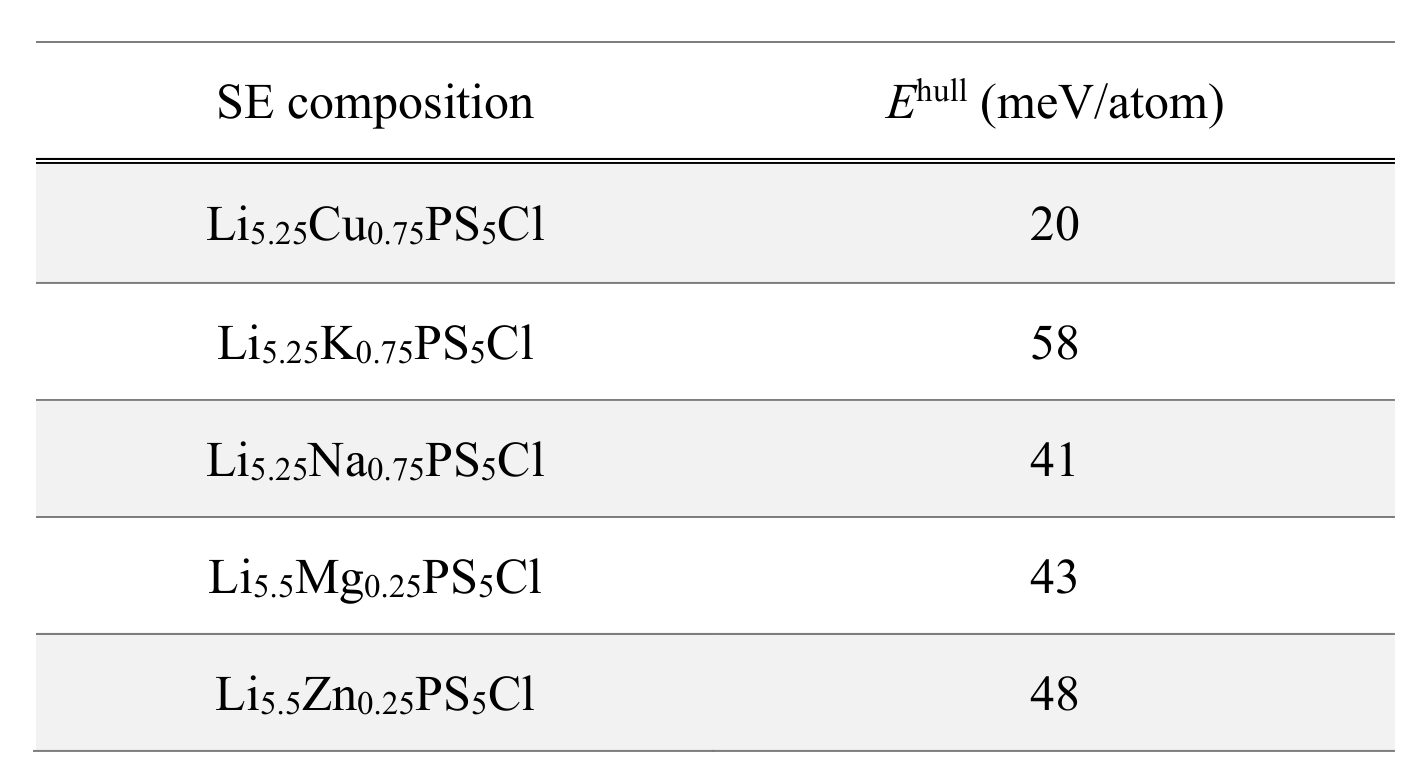 SE composition E^hull (meV/atom)
Li₅.₂₅Cu₀.₇₅PS₅Cl 20
Li₅.₂₅K₀.₇₅PS₅Cl 58
Li₅.₂₅Na₀.₇₅PS₅Cl 41
Li₅.₅Mg₀.₂₅PS₅Cl 43
Li₅.₅Zn₀.₂₅PS₅Cl 48